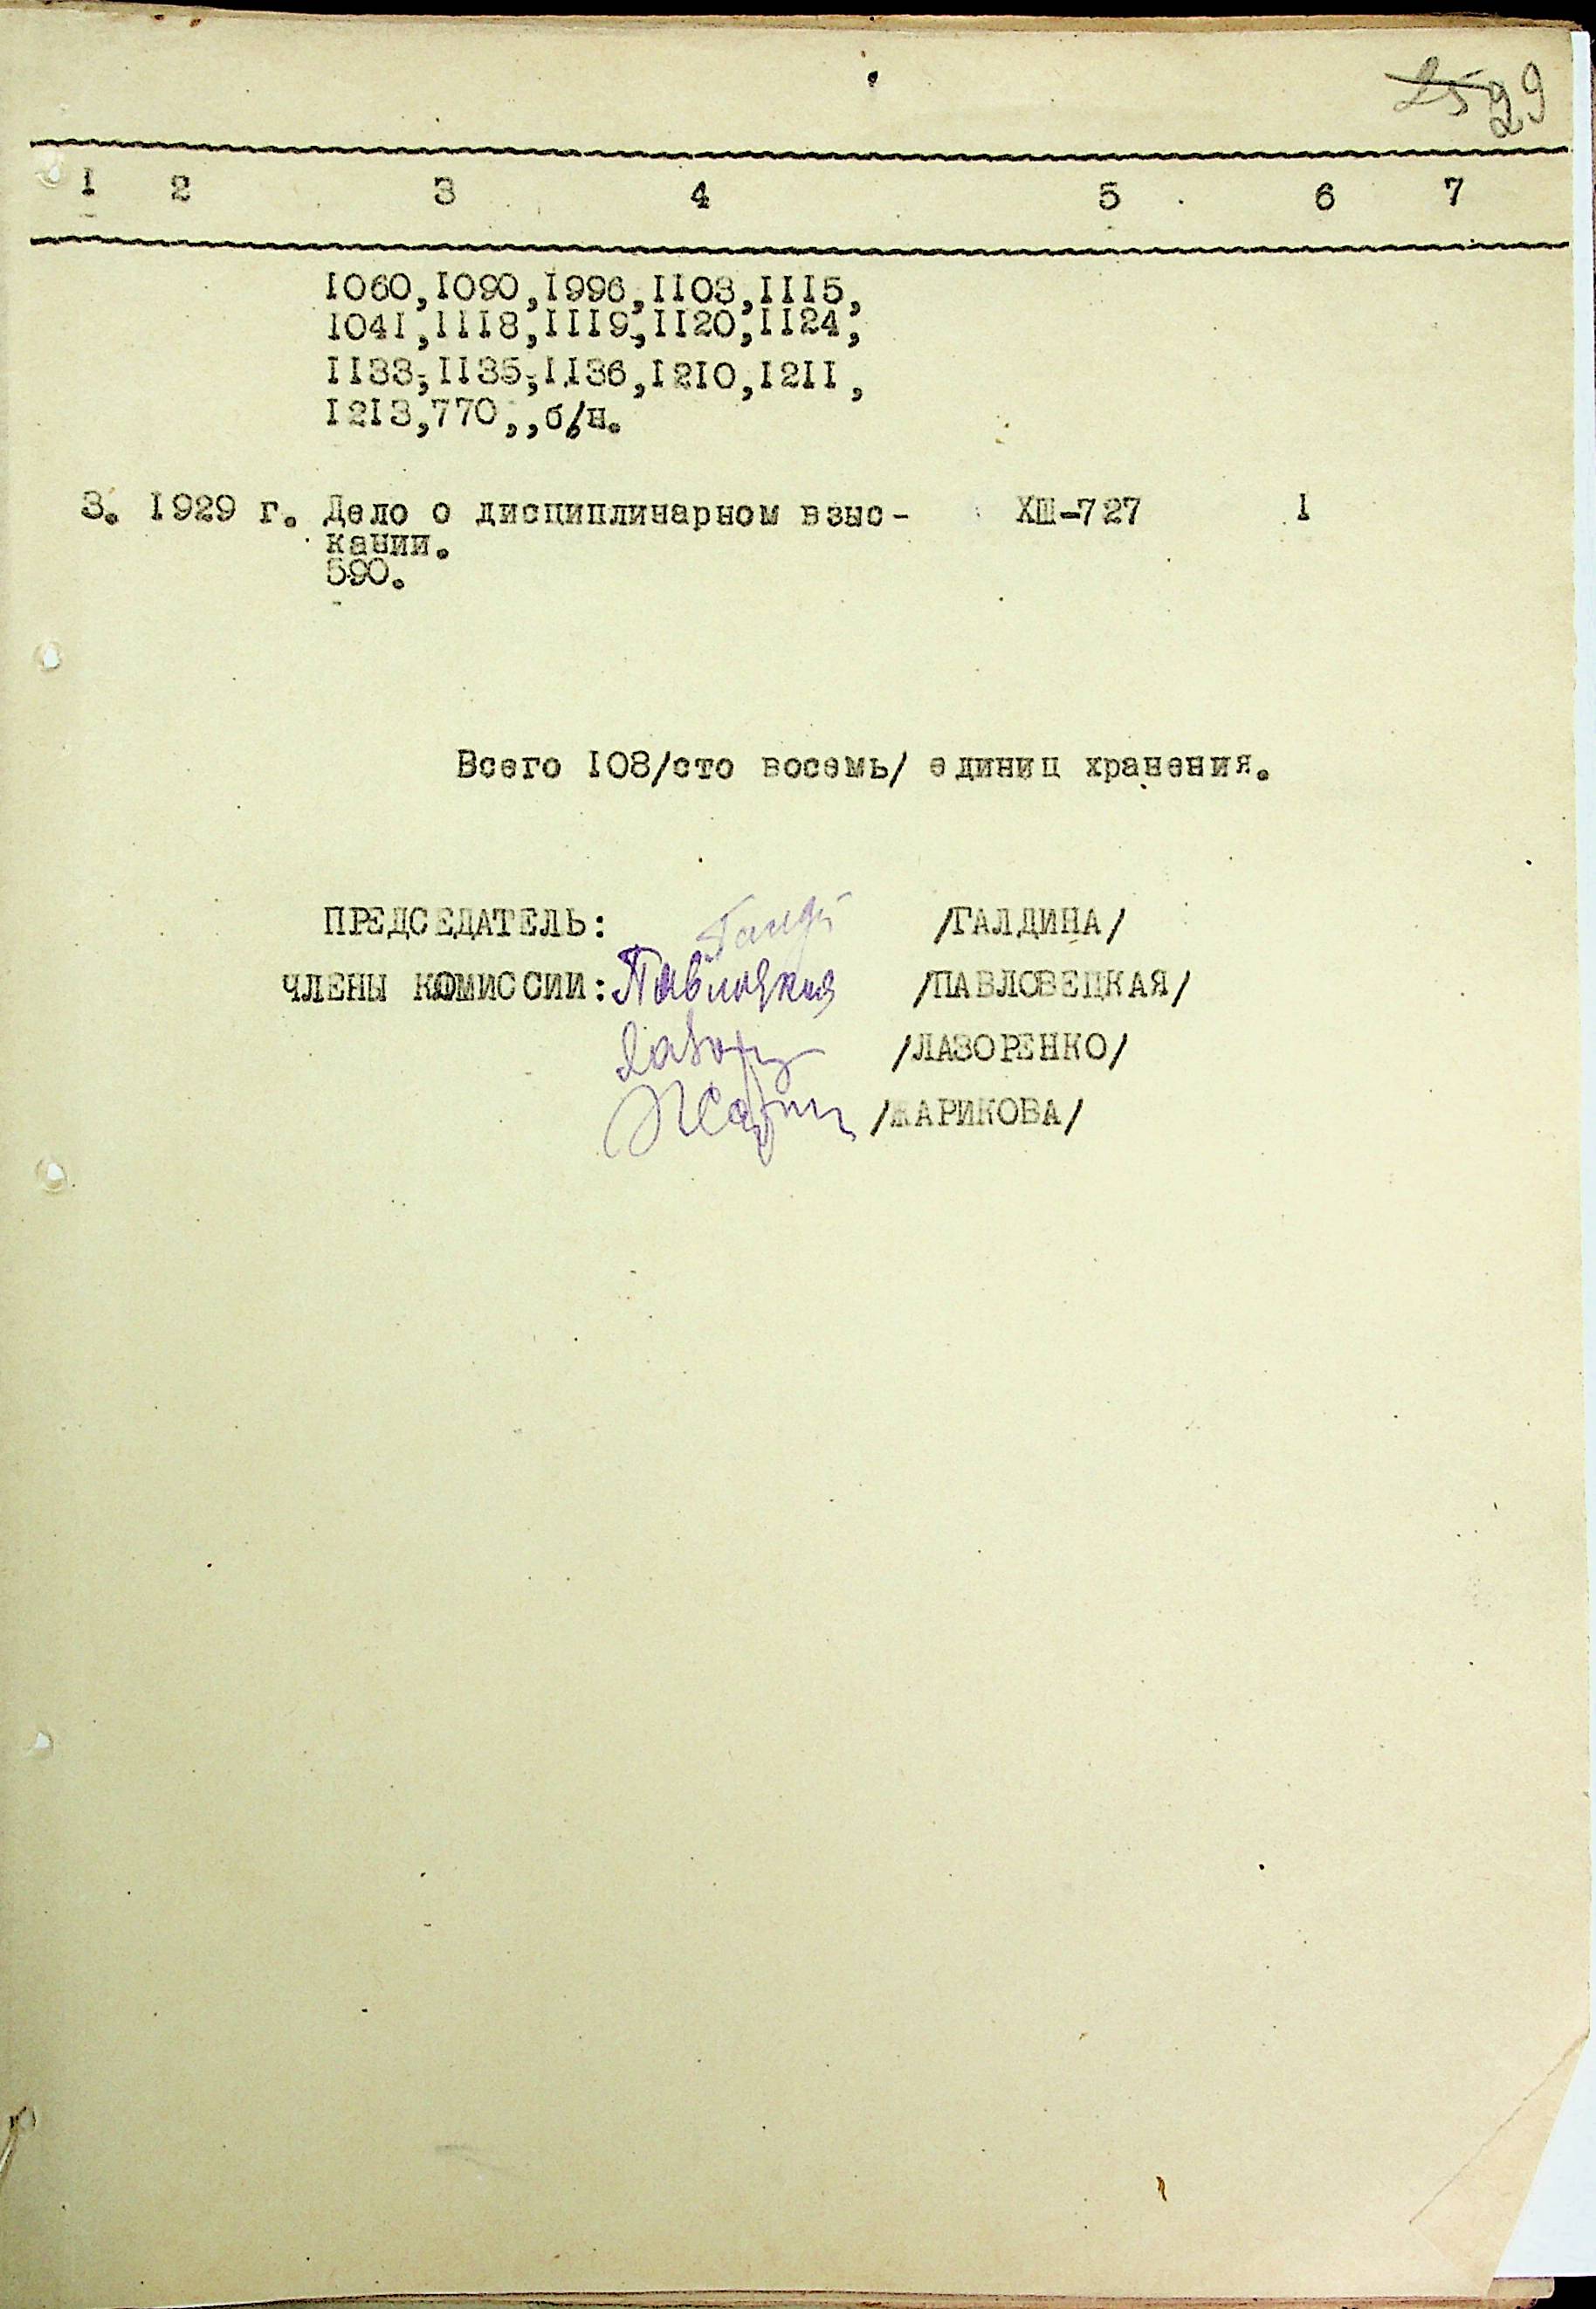 25 29
1 2 3 4 5 6 7
1060,1090,1996,1103,1115,
1041,1118,1119,1120,1124,
1133,1135,1136,1210,1211,
1213,770,,б/н.
3. 1929 г. Дело о дисциплинарном взыс- ХШ-727 1
кании.
590.
Всего 108/сто восемь/ единиц хранения.
ПРЕДСЕДАТЕЛЬ: /ГАЛДИНА/
ЧЛЕНЫ КОМИССИИ: /ПАВЛОВЕЦКАЯ/
/ЛАЗОРЕНКО/
/ЖАРИКОВА/